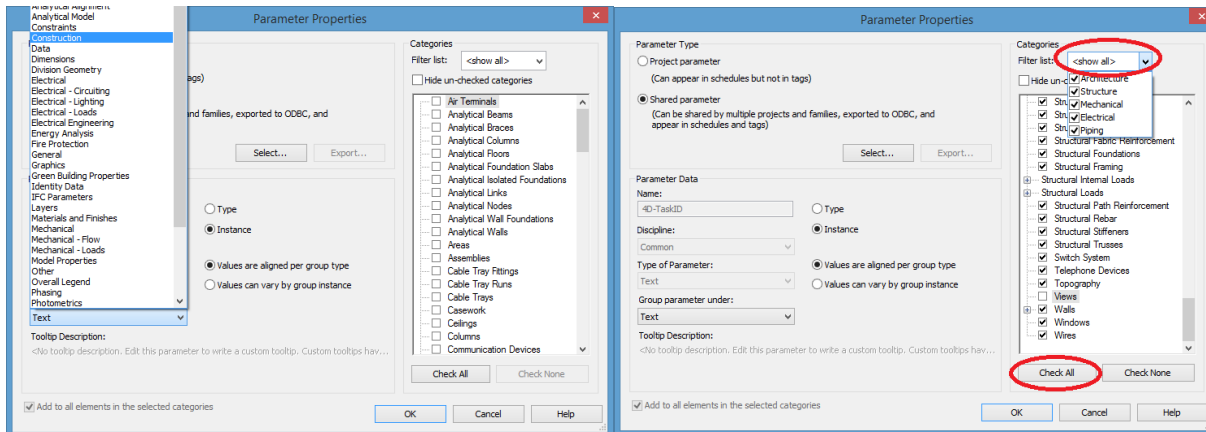 Analytical Alignment
Analytical Model
Constraints
Construction
Data
Dimensions
Division Geometry
Electrical
Electrical - Circuiting
Electrical - Lighting
Electrical - Loads
Electrical Engineering
Energy Analysis
Fire Protection
General
Graphics
Green Building Properties
Identity Data
IFC Parameters
Layers
Materials and Finishes
Mechanical
Mechanical - Flow
Mechanical - Loads
Model Properties
Other
Overall Legend
Phasing
Photometrics
Text
Parameter Properties
ags)
nd families, exported to ODBC, and
Select...
Export...
Type
Instance
Values are aligned per group type
Values can vary by group instance
Tooltip Description:
<No tooltip description. Edit this parameter to write a custom tooltip. Custom tooltips hav...
Add to all elements in the selected categories
Categories
Filter list:
<show all>
Hide un-checked categories
Air Terminals
Analytical Beams
Analytical Braces
Analytical Columns
Analytical Floors
Analytical Foundation Slabs
Analytical Isolated Foundations
Analytical Links
Analytical Nodes
Analytical Wall Foundations
Analytical Walls
Areas
Assemblies
Cable Tray Fittings
Cable Tray Runs
Cable Trays
Casework
Ceilings
Columns
Communication Devices
Check All
Check None
OK
Cancel
Help
Parameter Properties
Parameter Type
Project parameter
(Can appear in schedules but not in tags)
Shared parameter
(Can be shared by multiple projects and families, exported to ODBC, and
appear in schedules and tags)
Select...
Export...
Parameter Data
Name:
4D-TaskID
Discipline:
Common
Type of Parameter:
Text
Group parameter under:
Text
Type
Instance
Values are aligned per group type
Values can vary by group instance
Tooltip Description:
<No tooltip description. Edit this parameter to write a custom tooltip. Custom tooltips hav...
Add to all elements in the selected categories
Categories
Filter list:
<show all>
Hide un-c
Architecture
Structure
Mechanical
Electrical
Piping
Stru
Stru
Stru
Structural Fabric Reinforcement
Structural Foundations
Structural Framing
Structural Internal Loads
Structural Loads
Structural Path Reinforcement
Structural Rebar
Structural Stiffeners
Structural Trusses
Switch System
Telephone Devices
Topography
Views
Walls
Windows
Wires
Check All
Check None
OK
Cancel
Help